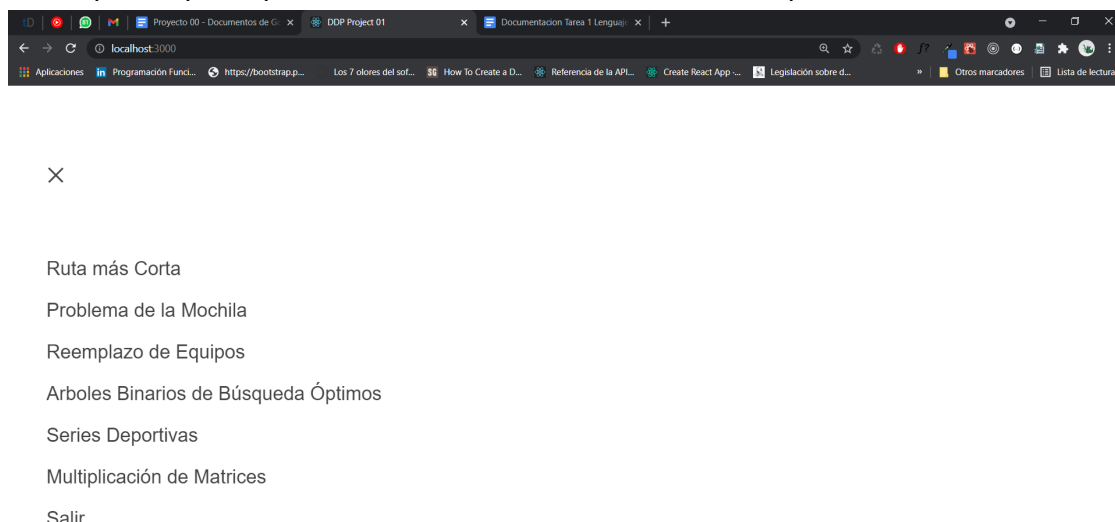 Proyecto 00 - Documentos de Go
DDP Project 01
Documentacion Tarea 1 Lenguaje
localhost:3000
Aplicaciones
Programación Funci...
https://bootstrap.p...
Los 7 olores del sof...
SG How To Create a D...
Referencia de la API...
Create React App ·...
Legislación sobre d...
»
Otros marcadores
Lista de lectura
Ruta más Corta
Problema de la Mochila
Reemplazo de Equipos
Arboles Binarios de Búsqueda Óptimos
Series Deportivas
Multiplicación de Matrices
Salir